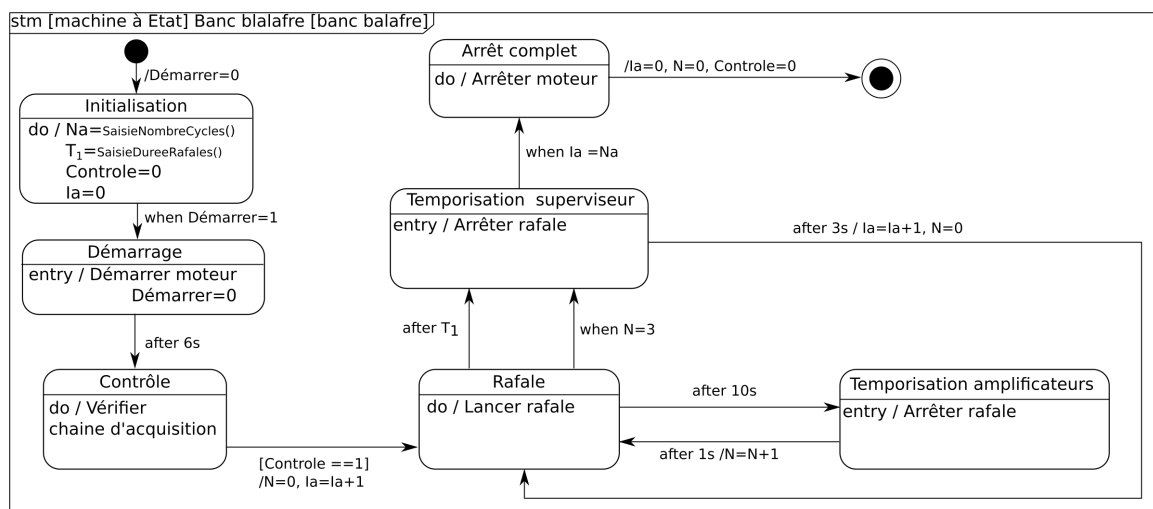 stm [machine à Etat] Banc blalafre [banc balafre]
/Démarrer=0
Initialisation
do / Na=SaisieNombreCycles()
T1=SaisieDureeRafales()
Controle=0
Ia=0
when Démarrer=1
Démarrage
entry / Démarrer moteur
Démarrer=0
after 6s
Contrôle
do / Vérifier
chaine d'acquisition
[Controle ==1]
/N=0, Ia=Ia+1
Arrêt complet
do / Arrêter moteur
/Ia=0, N=0, Controle=0
when Ia =Na
Temporisation superviseur
entry / Arrêter rafale
after 3s / Ia=Ia+1, N=0
after T1
when N=3
Rafale
do / Lancer rafale
after 10s
after 1s /N=N+1
Temporisation amplificateurs
entry / Arrêter rafale